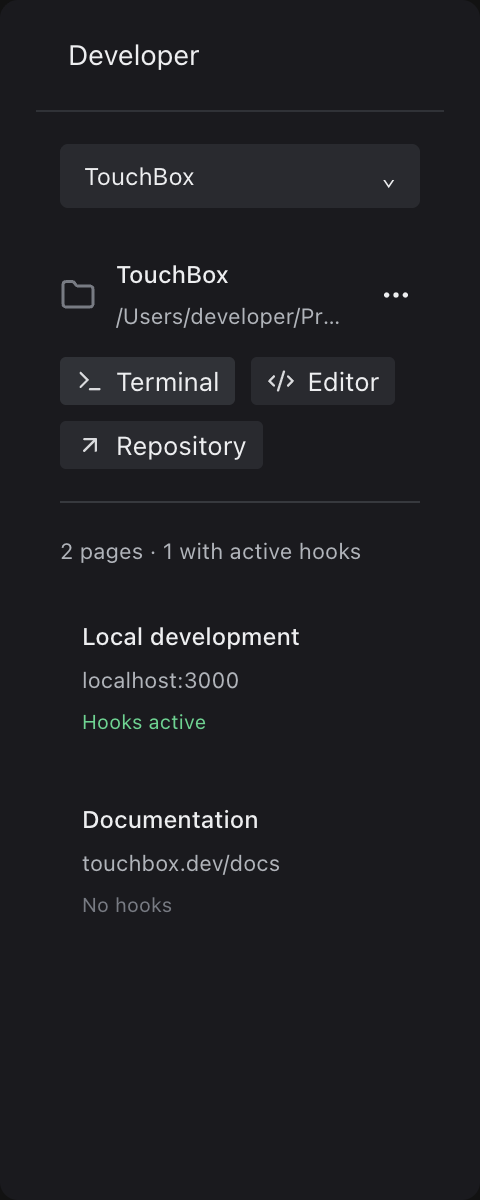 Developer
TouchBox
TouchBox
/Users/developer/Pr...
Terminal
Editor
Repository
2 pages · 1 with active hooks
Local development
localhost:3000
Hooks active
Documentation
touchbox.dev/docs
No hooks